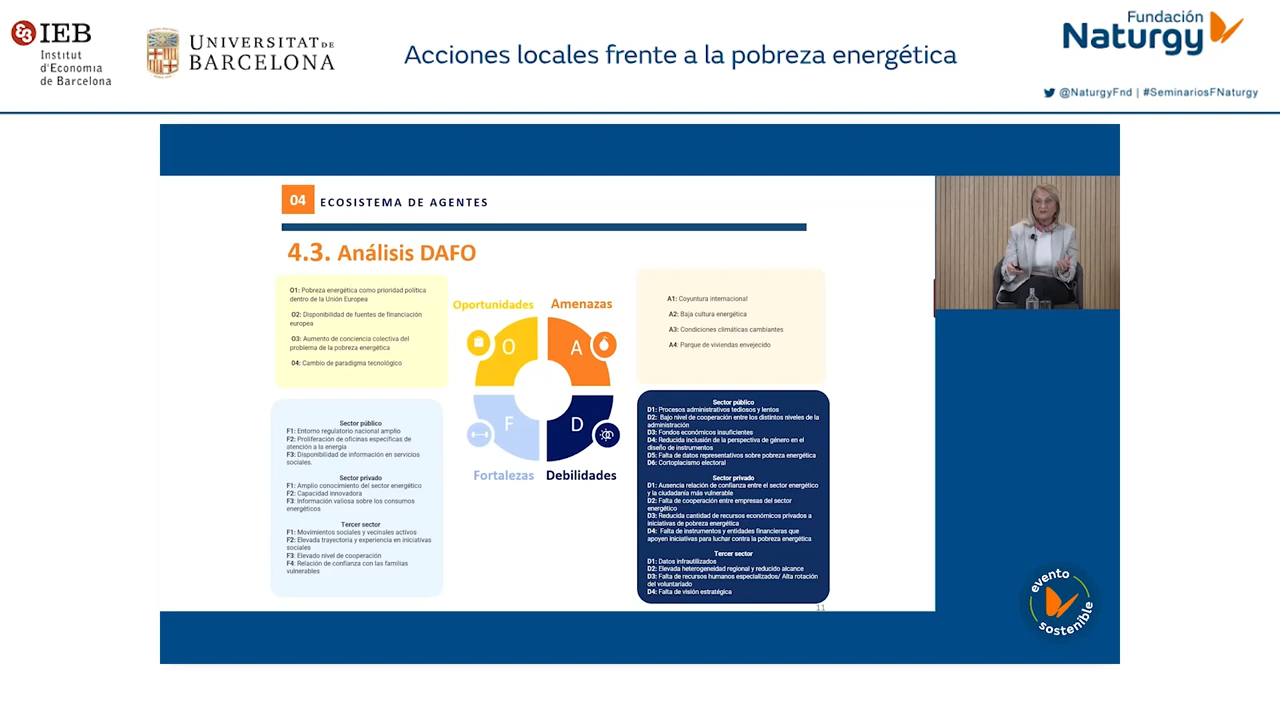 IEB
Institut
d'Economia
de Barcelona
UNIVERSITAT DE
BARCELONA
Acciones locales frente a la pobreza energética
Fundación
Naturgy
@NaturgyFnd | #SeminariosFNaturgy
04 ECOSISTEMA DE AGENTES
4.3. Análisis DAFO
O1: Pobreza energética como prioridad política
dentro de la Unión Europea
O2: Disponibilidad de fuentes de financiación
europea
O3: Aumento de conciencia colectiva del
problema de la pobreza energética
04: Cambio de paradigma tecnológico
Oportunidades
Amenazas
O
A
F
D
Fortalezas
Debilidades
A1: Coyuntura internacional
A2: Baja cultura energética
A3: Condiciones climáticas cambiantes
A4: Parque de viviendas envejecido
Sector público
F1: Entorno regulatorio nacional amplio
F2: Proliferación de oficinas específicas de
atención a la energía
F3: Disponibilidad de información en servicios
sociales.
Sector privado
F1: Amplio conocimiento del sector energético
F2: Capacidad innovadora
F3: Información valiosa sobre los consumos
energéticos
Tercer sector
F1: Movimientos sociales y vecinales activos
F2: Elevada trayectoria y experiencia en iniciativas
sociales
F3: Elevado nivel de cooperación
F4: Relación de confianza con las familias
vulnerables
Sector público
D1: Procesos administrativos tediosos y lentos
D2: Bajo nivel de cooperación entre los distintos niveles de la
administración
D3: Fondos económicos insuficientes
D4: Reducida inclusión de la perspectiva de género en el
diseño de instrumentos
D5: Falta de datos representativos sobre pobreza energética
D6: Cortoplacismo electoral
Sector privado
D1: Ausencia relación de confianza entre el sector energético
y la ciudadanía más vulnerable
D2: Falta de cooperación entre empresas del sector
energético
D3: Reducida cantidad de recursos económicos privados a
iniciativas de pobreza energética
D4: Falta de instrumentos y entidades financieras que
apoyen iniciativas para luchar contra la pobreza energética
Tercer sector
D1: Datos infrautilizados
D2: Elevada heterogeneidad regional y reducido alcance
D3: Falta de recursos humanos especializados/ Alta rotación
del voluntariado
D4: Falta de visión estratégica
11
evento
sostenible